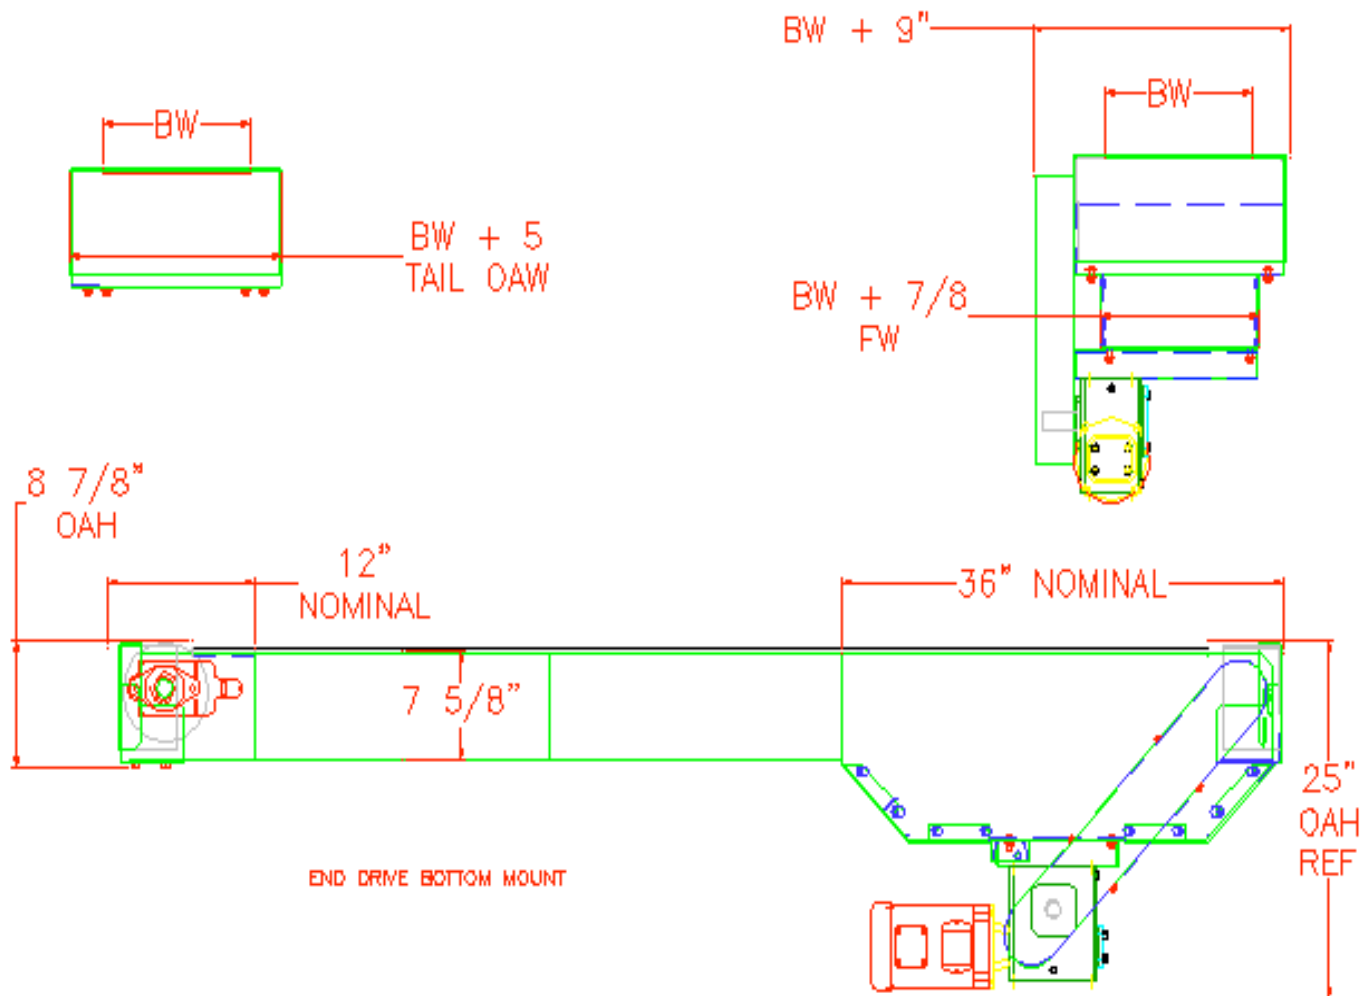 BW + 9"
BW
BW
BW + 5
TAIL OAW
BW + 7/8
FW
8 7/8"
OAH
12"
NOMINAL
36" NOMINAL
7 5/8"
25"
OAH
REF
END DRIVE BOTTOM MOUNT